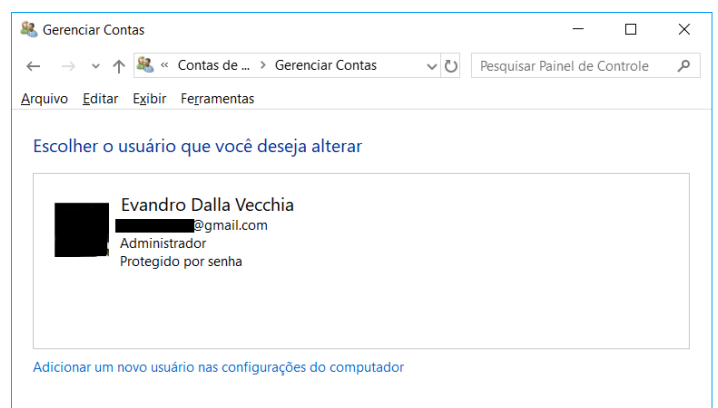 Gerenciar Contas
« Contas de ... > Gerenciar Contas
Pesquisar Painel de Controle
Arquivo Editar Exibir Ferramentas
Escolher o usuário que você deseja alterar
Evandro Dalla Vecchia
@gmail.com
Administrador
Protegido por senha
Adicionar um novo usuário nas configurações do computador